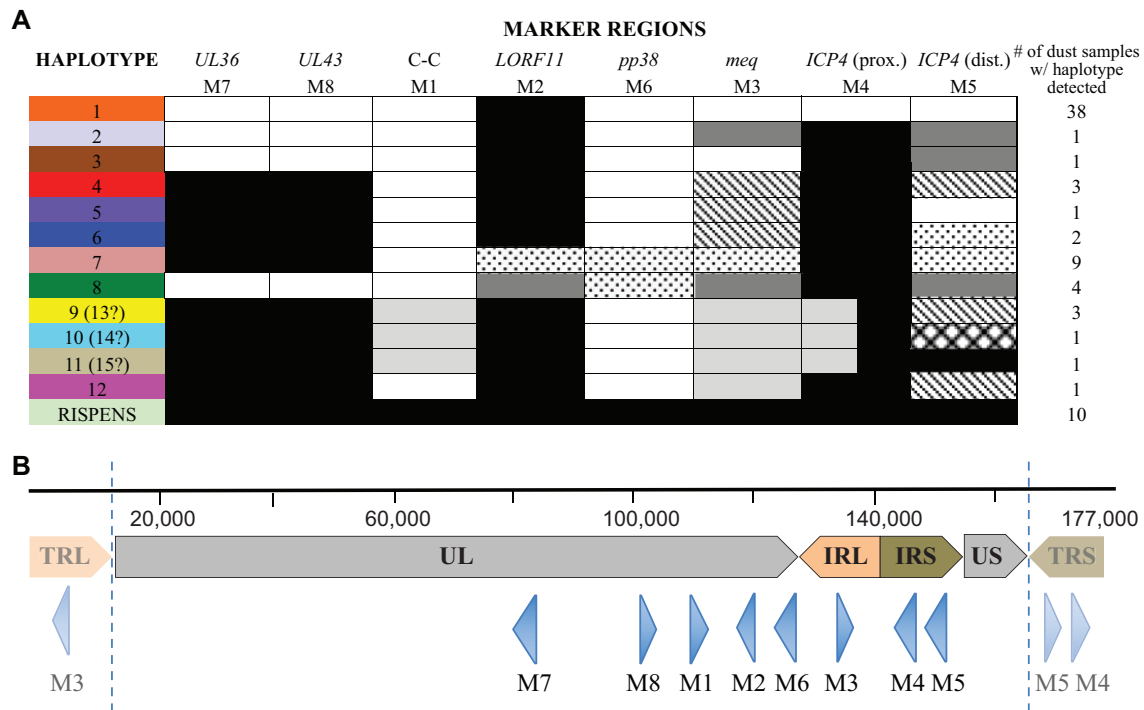 A
MARKER REGIONS
HAPLOTYPE UL36 UL43 C-C LORF11 pp38 meq ICP4 (prox.) ICP4 (dist.) # of dust samples w/ haplotype detected
M7 M8 M1 M2 M6 M3 M4 M5
1 38
2 1
3 1
4 3
5 1
6 2
7 9
8 4
9 (13?) 3
10 (14?) 1
11 (15?) 1
12 1
RISPENS 10
B
20,000 60,000 100,000 140,000 177,000
TRL UL IRL IRS US TRS
M3 M7 M8 M1 M2 M6 M3 M4 M5 M5 M4